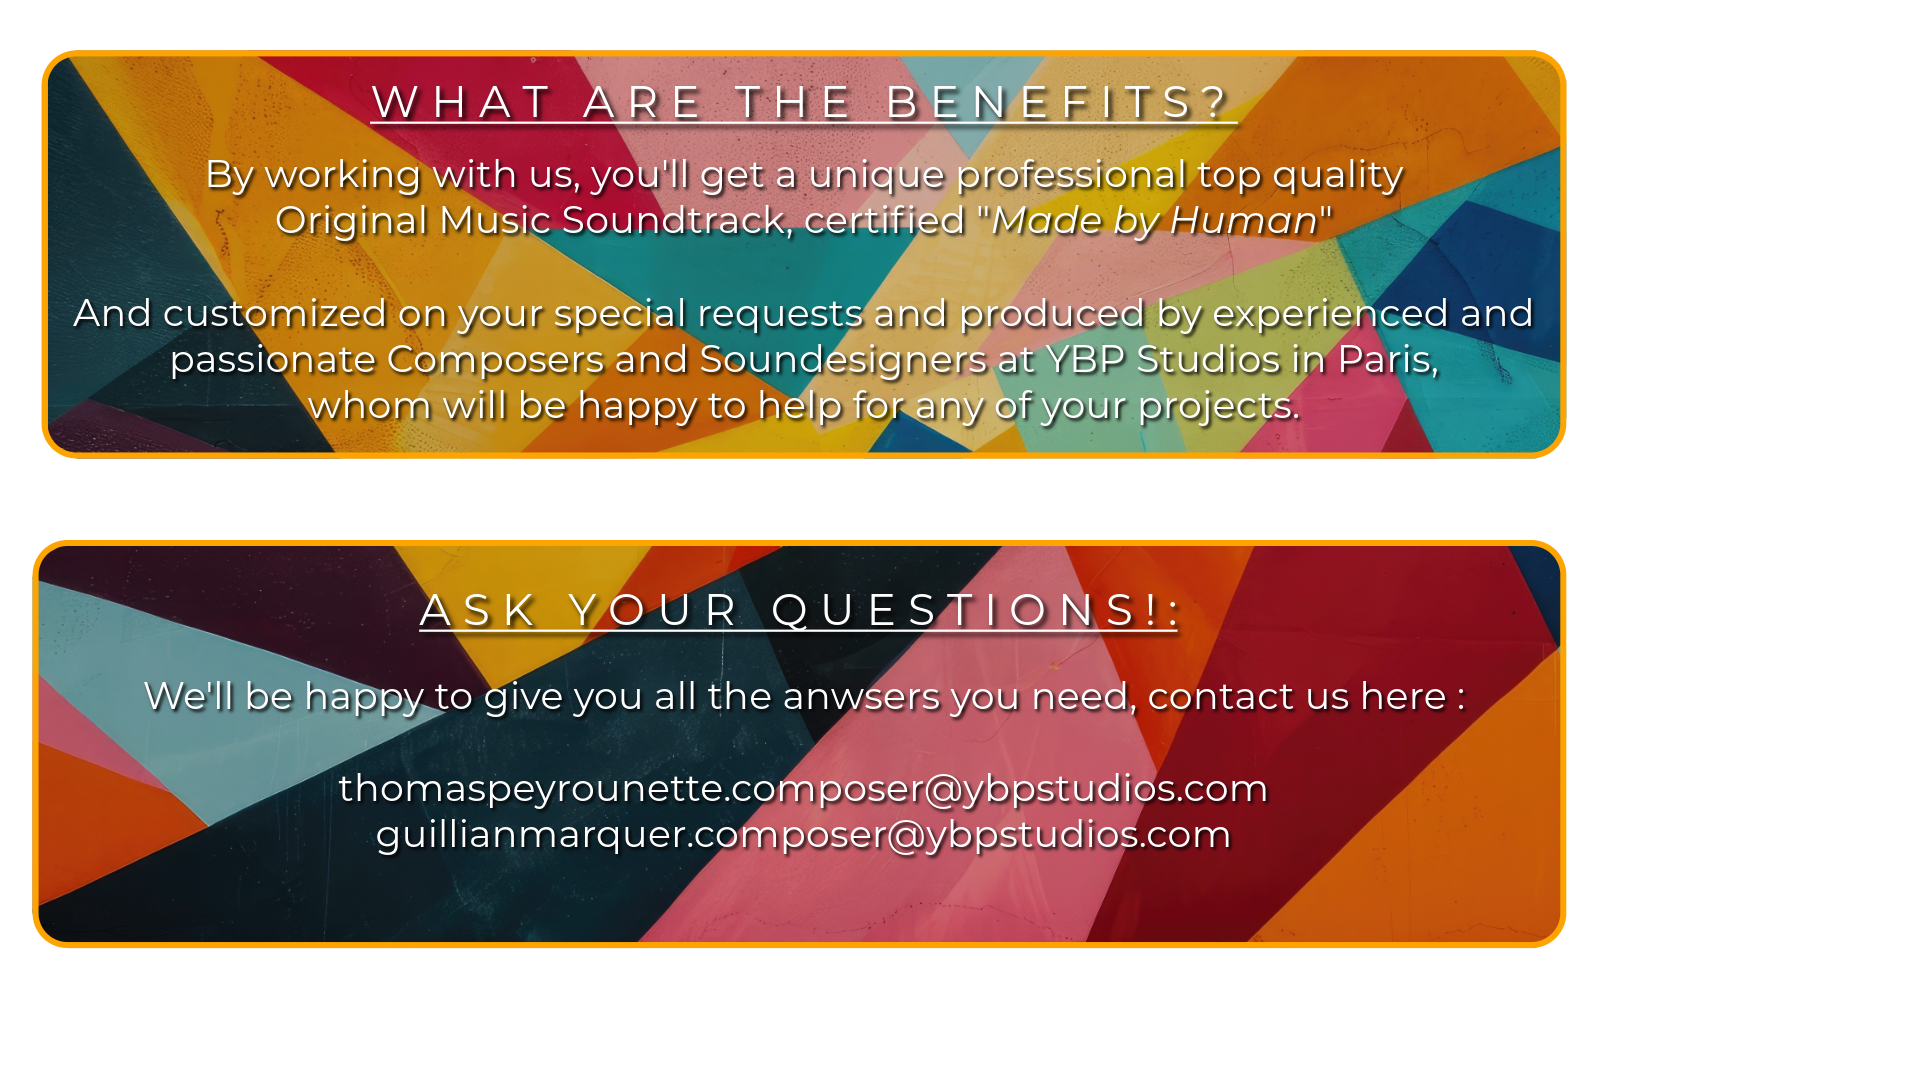 WHAT ARE THE BENEFITS?
By working with us, you'll get a unique professional top quality
Original Music Soundtrack, certified "Made by Human"
And customized on your special requests and produced by experienced and
passionate Composers and Soundesigners at YBP Studios in Paris,
whom will be happy to help for any of your projects.
ASK YOUR QUESTIONS!:
We'll be happy to give you all the anwsers you need, contact us here :
thomaspeyrounette.composer@ybpstudios.com
guillianmarquer.composer@ybpstudios.com